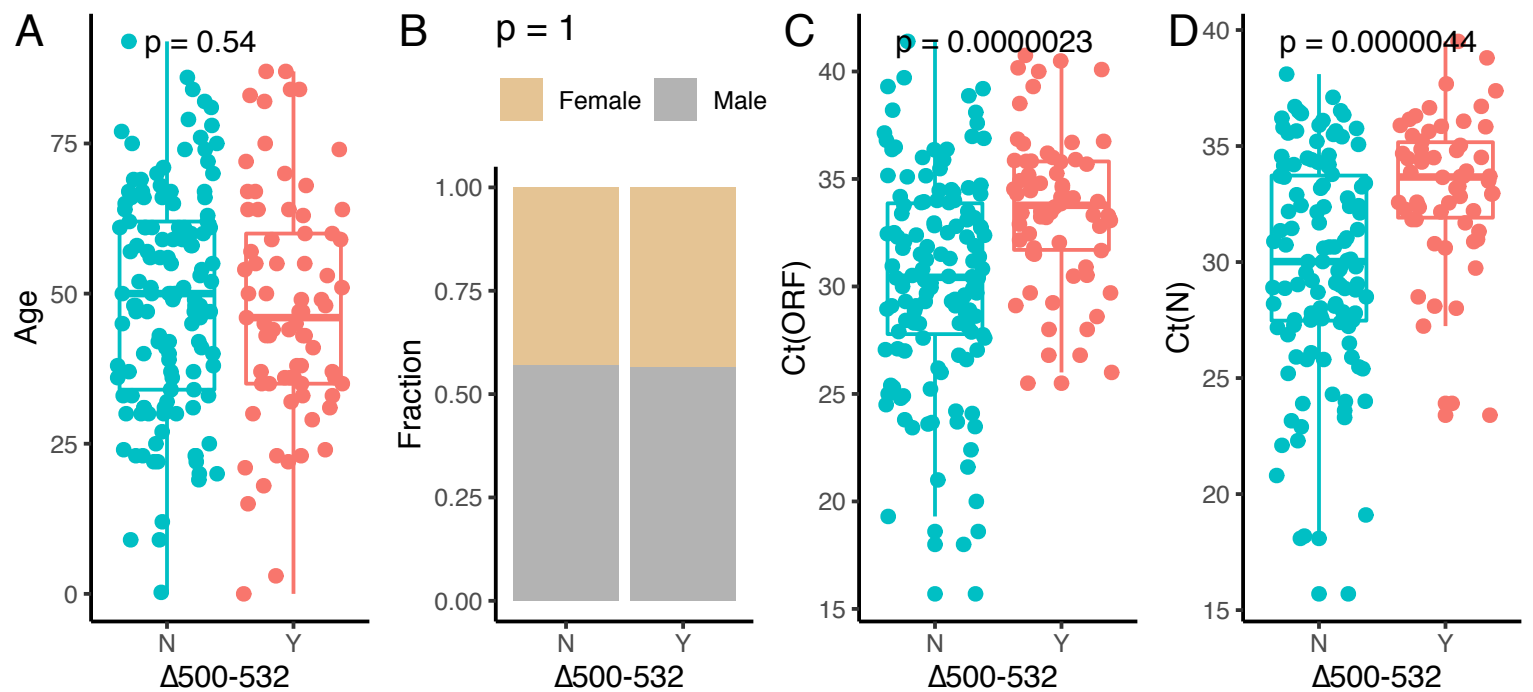 A
p = 0.54
Age
75
50
25
0
N
Y
Δ500-532
B
p = 1
Female
Male
Fraction
1.00
0.75
0.50
0.25
0.00
N
Y
Δ500-532
C
p = 0.0000023
Ct(ORF)
40
35
30
25
20
15
N
Y
Δ500-532
D
p = 0.0000044
Ct(N)
40
35
30
25
20
15
N
Y
Δ500-532